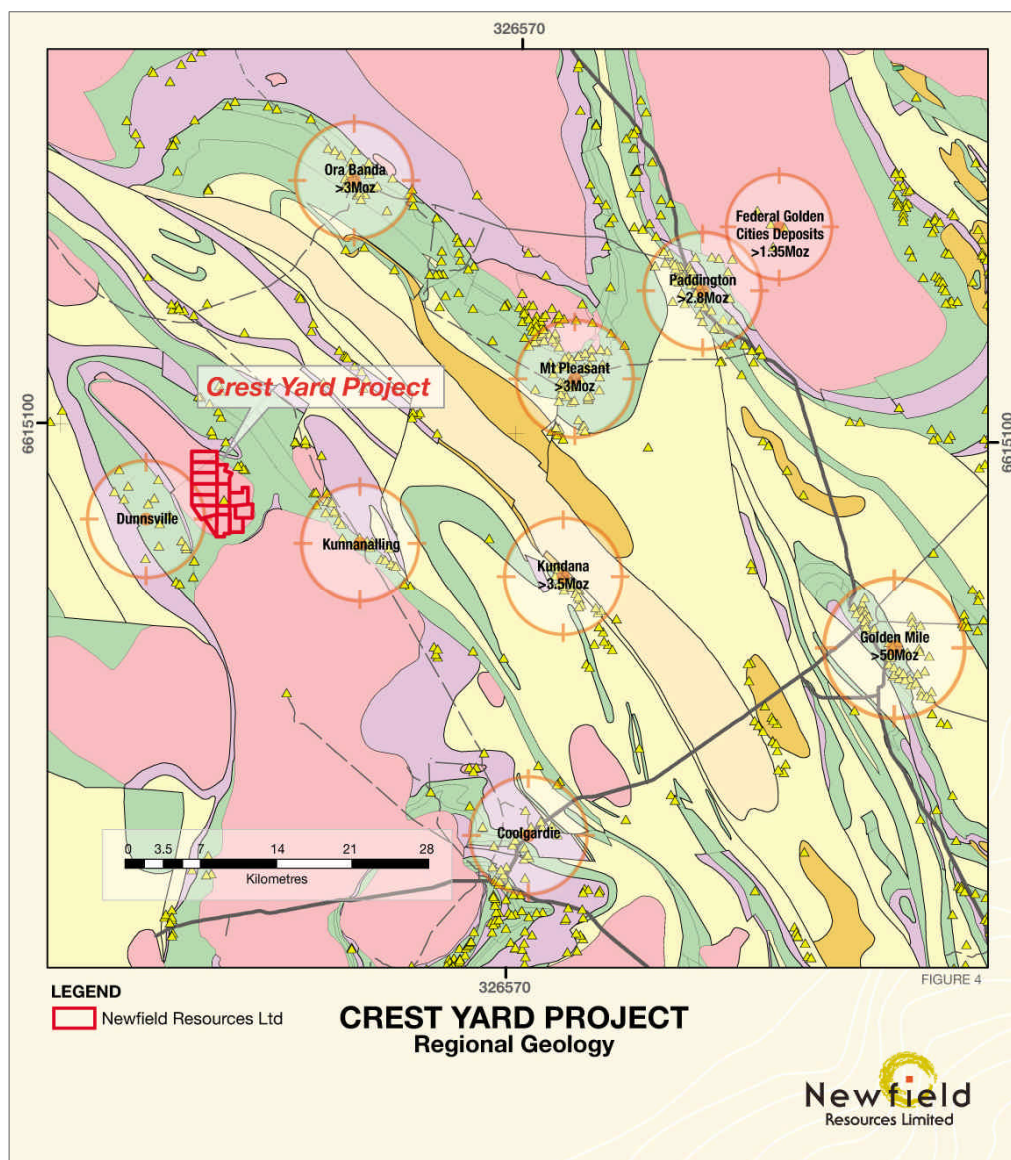 326570
Ora Banda
>3Moz
Federal Golden
Cities Deposits
>1.35Moz
Paddington
>2.8Moz
Mt Pleasant
>3Moz
Crest Yard Project
6615100
6615100
Dunnsville
Kunnanalling
Kundana
>3.5Moz
Golden Mile
>50Moz
Coolgardie
0 3.5 7 14 21 28
Kilometres
326570
FIGURE 4
LEGEND
Newfield Resources Ltd
CREST YARD PROJECT
Regional Geology
Newfield
Resources Limited